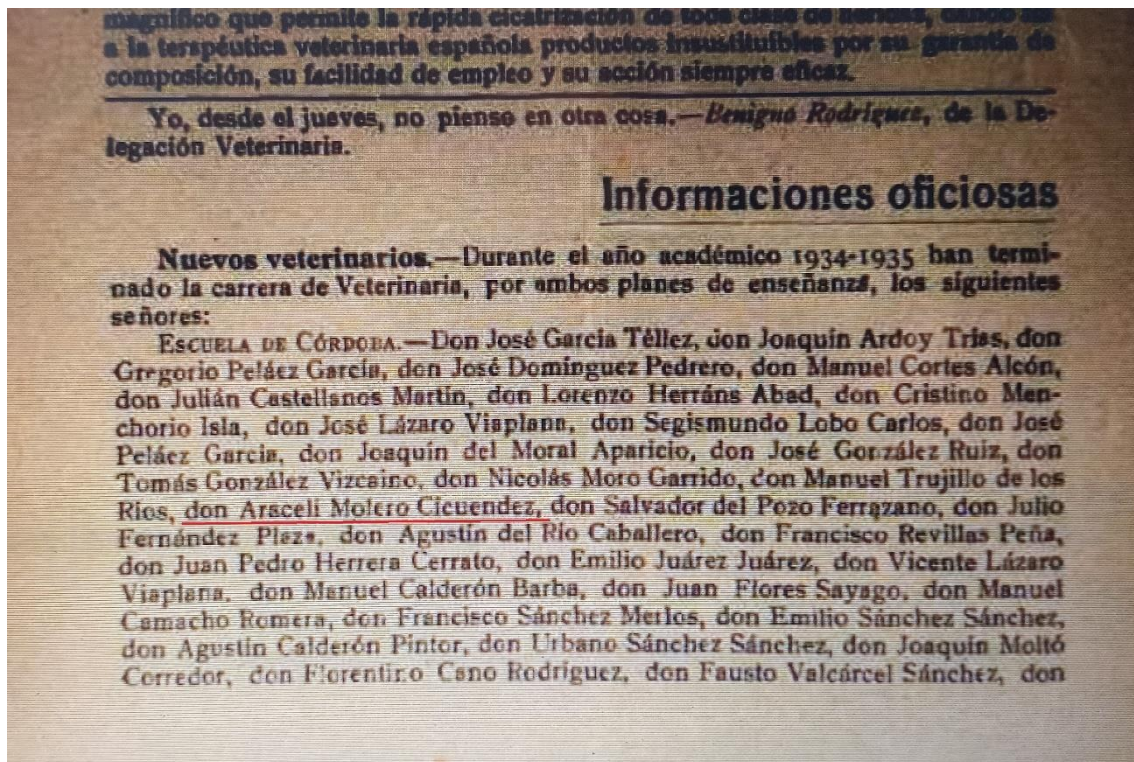 magnífico que permite la rápida cicatrización de toda clase de heridas, dando así
a la terapéutica veterinaria española productos insustituibles por su garantía de
composición, su facilidad de empleo y su acción siempre eficaz.
Yo, desde el jueves, no pienso en otra cosa.—Benigno Rodríguez, de la De-
legación Veterinaria.
Informaciones oficiosas
Nuevos veterinarios.—Durante el año académico 1934-1935 han termi-
nado la carrera de Veterinaria, por ambos planes de enseñanza, los siguientes
señores:
ESCUELA DE CÓRDOBA.—Don José García Téllez, don Joaquín Ardoy Trias, don
Gregorio Peláez García, don José Domínguez Pedrero, don Manuel Cortes Alcón,
don Julián Castellanos Martín, don Lorenzo Herráns Abad, don Cristino Men-
chorio Isla, don José Lázaro Viaplana, don Segismundo Lobo Carlos, don José
Peláez Garcia, don Joaquín del Moral Aparicio, don José González Ruiz, don
Tomás González Vizcaino, don Nicolás Moro Garrido, don Manuel Trujillo de los
Rios, don Araceli Molero Cicuendez, don Salvador del Pozo Ferrazano, don Julio
Fernández Plaza, don Agustín del Río Caballero, don Francisco Revillas Peña,
don Juan Pedro Herrera Cerrato, don Emilio Juárez Juárez, don Vicente Lázaro
Viaplana, don Manuel Calderón Barba, don Juan Flores Sayago, don Manuel
Camacho Romera, don Francisco Sánchez Merlos, don Emilio Sánchez Sánchez,
don Agustín Calderón Pintor, don Urbano Sánchez Sánchez, don Joaquín Moltó
Corredor, don Florentino Cano Rodríguez, don Fausto Valcárcel Sánchez, don